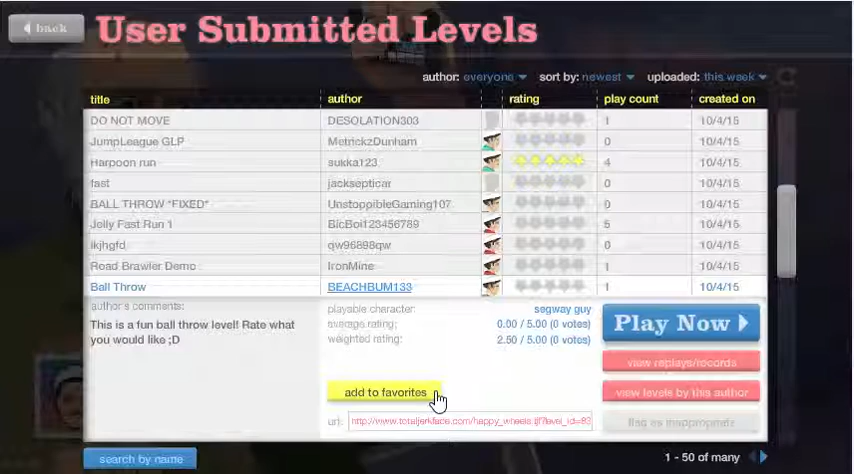 back
User Submitted Levels
author: everyone sort by: newest uploaded: this week
title author rating play count created on
DO NOT MOVE DESOLATION303 1 10/4/15
JumpLeague GLP MetrickzDunham 0 10/4/15
Harpoon run sukka123 4 10/4/15
fast jacksepticar 0 10/4/15
BALL THROW *FIXED* UnstoppibleGaming107 0 10/4/15
Jelly Fast Run 1 BicBoi123456789 5 10/4/15
ikjhgfd qw96898qw 0 10/4/15
Road Brawler Demo IronMine 1 10/4/15
Ball Throw BEACHBUM133 1 10/4/15
author's comments:
This is a fun ball throw level! Rate what
you would like ;D
playable character: segway guy
average rating: 0.00 / 5.00 (0 votes)
weighted rating: 2.50 / 5.00 (0 votes)
add to favorites
url: http://www.totaljerkface.com/happy_wheels.tjf?level_id=93
Play Now
view replays/records
view levels by this author
flag as inappropriate
search by name
1 - 50 of many